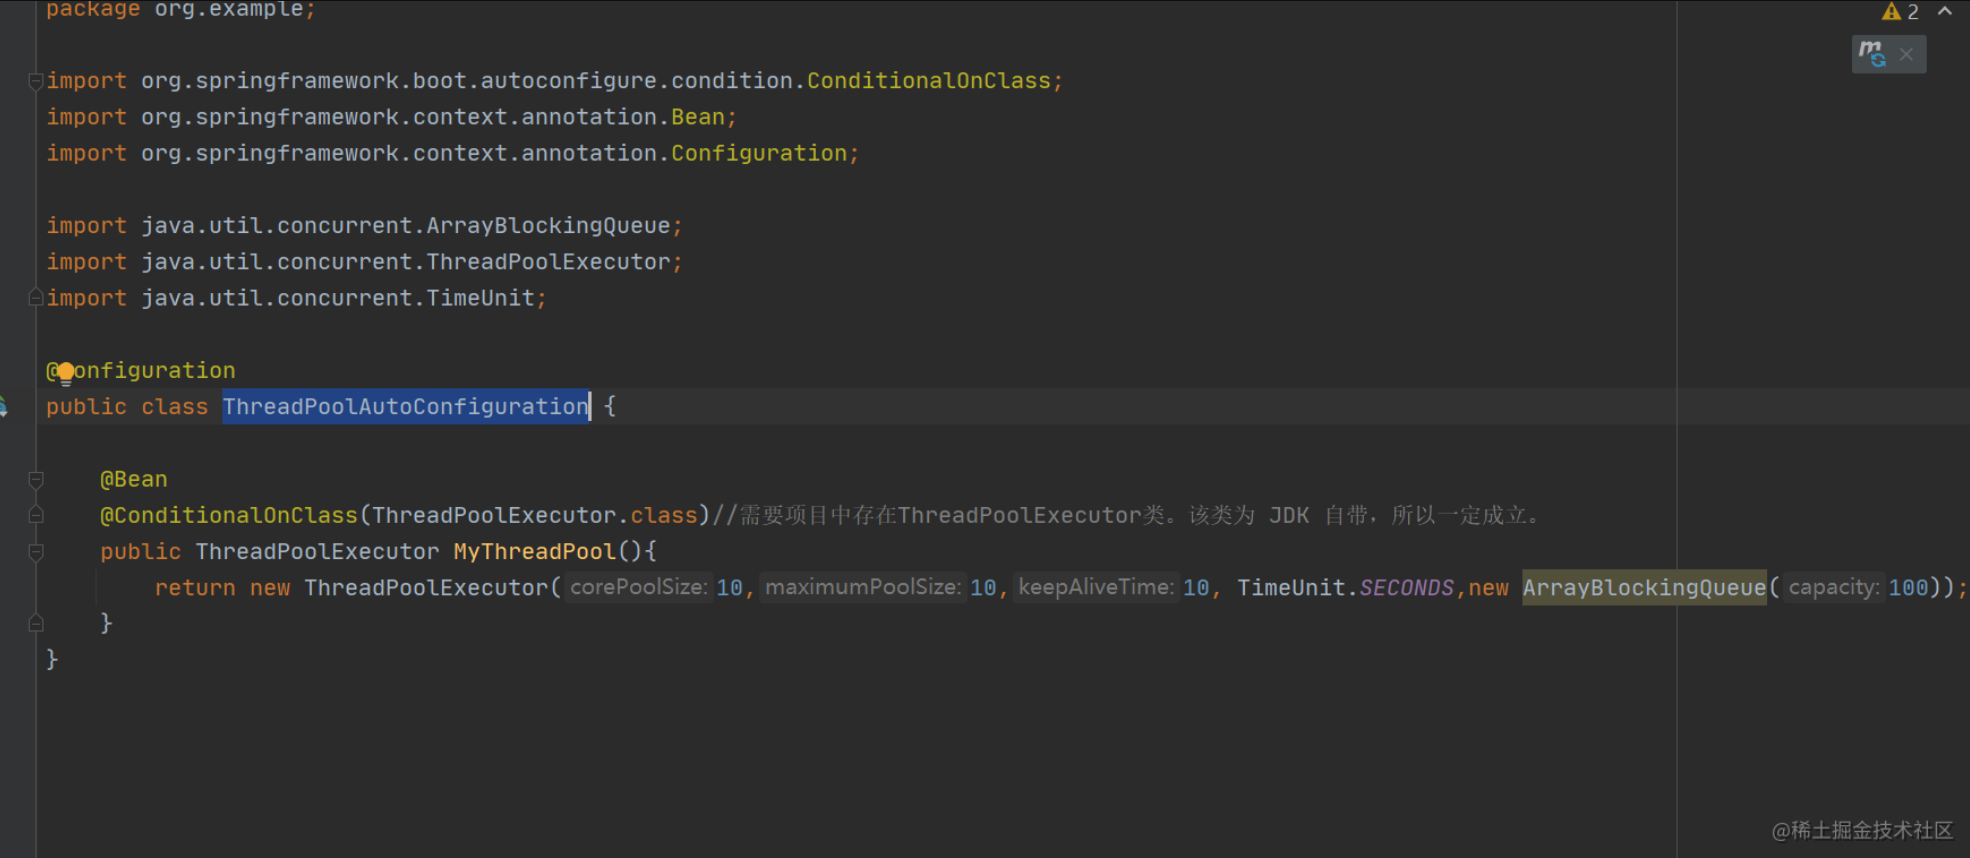 package org.example;
2
import org.springframework.boot.autoconfigure.condition.ConditionalOnClass;
import org.springframework.context.annotation.Bean;
import org.springframework.context.annotation.Configuration;
import java.util.concurrent.ArrayBlockingQueue;
import java.util.concurrent.ThreadPoolExecutor;
import java.util.concurrent.TimeUnit;
@Configuration
public class ThreadPoolAutoConfiguration {
@Bean
@ConditionalOnClass(ThreadPoolExecutor.class)//需要项目中存在ThreadPoolExecutor类。该类为 JDK 自带，所以一定成立。
public ThreadPoolExecutor MyThreadPool(){
return new ThreadPoolExecutor( corePoolSize: 10, maximumPoolSize: 10, keepAliveTime: 10, TimeUnit.SECONDS,new ArrayBlockingQueue( capacity: 100));
}
}
@稀土掘金技术社区